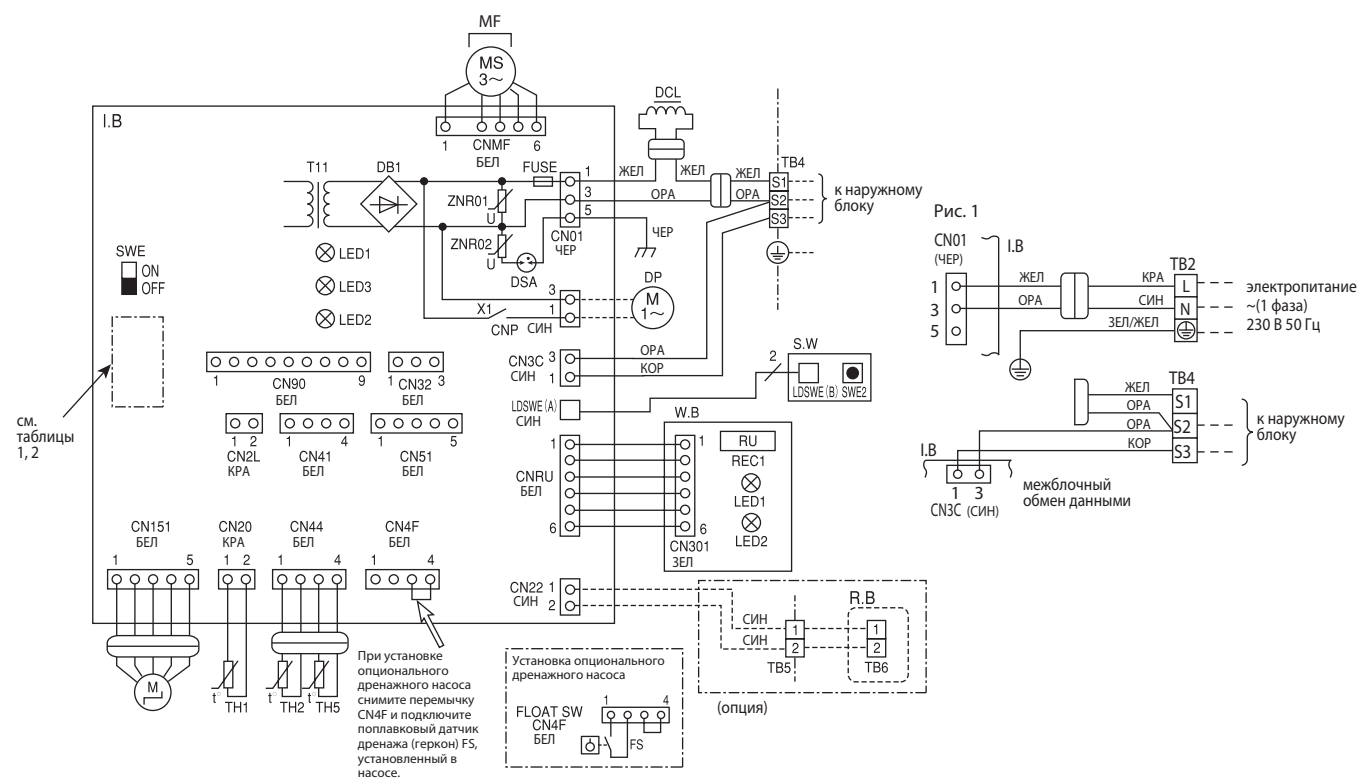 MF
MS
3~
I.B
1 CNMF 6
БЕЛ
DCL
T11
DB1
FUSE
1
ЖЕЛ
ЖЕЛ
ЖЕЛ
TB4
S1
ZNR01
U
3
ОРА
ОРА
S2
к наружному
блоку
5
S3
ZNR02
U
CN01
ЧЕР
ЧЕР
DSA
SWE
ON
OFF
LED1
LED3
LED2
DP
M
1~
3
X1
1
CNP
СИН
CN3C 3
СИН 1
ОРА
КОР
1 9
CN90
БЕЛ
1 3
CN32
БЕЛ
LDSWE (A)
СИН
2
S.W
LDSWE (B) SWE2
см.
таблицы
1, 2
1 2
CN2L
КРА
1 4
CN41
БЕЛ
1 5
CN51
БЕЛ
1
CNRU
БЕЛ
6
W.B
1
6
CN301
ЗЕЛ
RU
REC1
LED1
LED2
CN151
БЕЛ
1 5
M
CN20
КРА
1 2
t°
TH1
CN44
БЕЛ
1 4
t°
TH2
t°
TH5
CN4F
БЕЛ
1 4
При установке
опционального
дренажного насоса
снимите перемычку
CN4F и подключите
поплавковый датчик
дренажа (геркон) FS,
установленный в
насосе.
CN22 1
СИН 2
Установка опционального
дренажного насоса
1 4
FLOAT SW
CN4F
БЕЛ
FS
СИН
СИН
1
2
TB5
R.B
1
2
TB6
(опция)
Рис. 1
CN01
(ЧЕР)
I.B
1
3
5
ЖЕЛ
ОРА
КРА
СИН
ЗЕЛ/ЖЕЛ
TB2
L
N
электропитание
~(1 фаза)
230 В 50 Гц
TB4
ЖЕЛ
S1
ОРА
ОРА
S2
КОР
S3
к наружному
блоку
I.B
1 3
CN3C (СИН)
межблочный
обмен данными